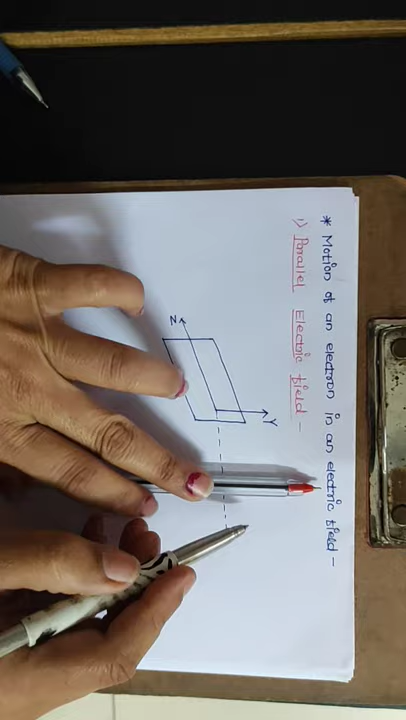 * Motion of an electron in an electric field -
1) Parallel Electric field -
Y
Z